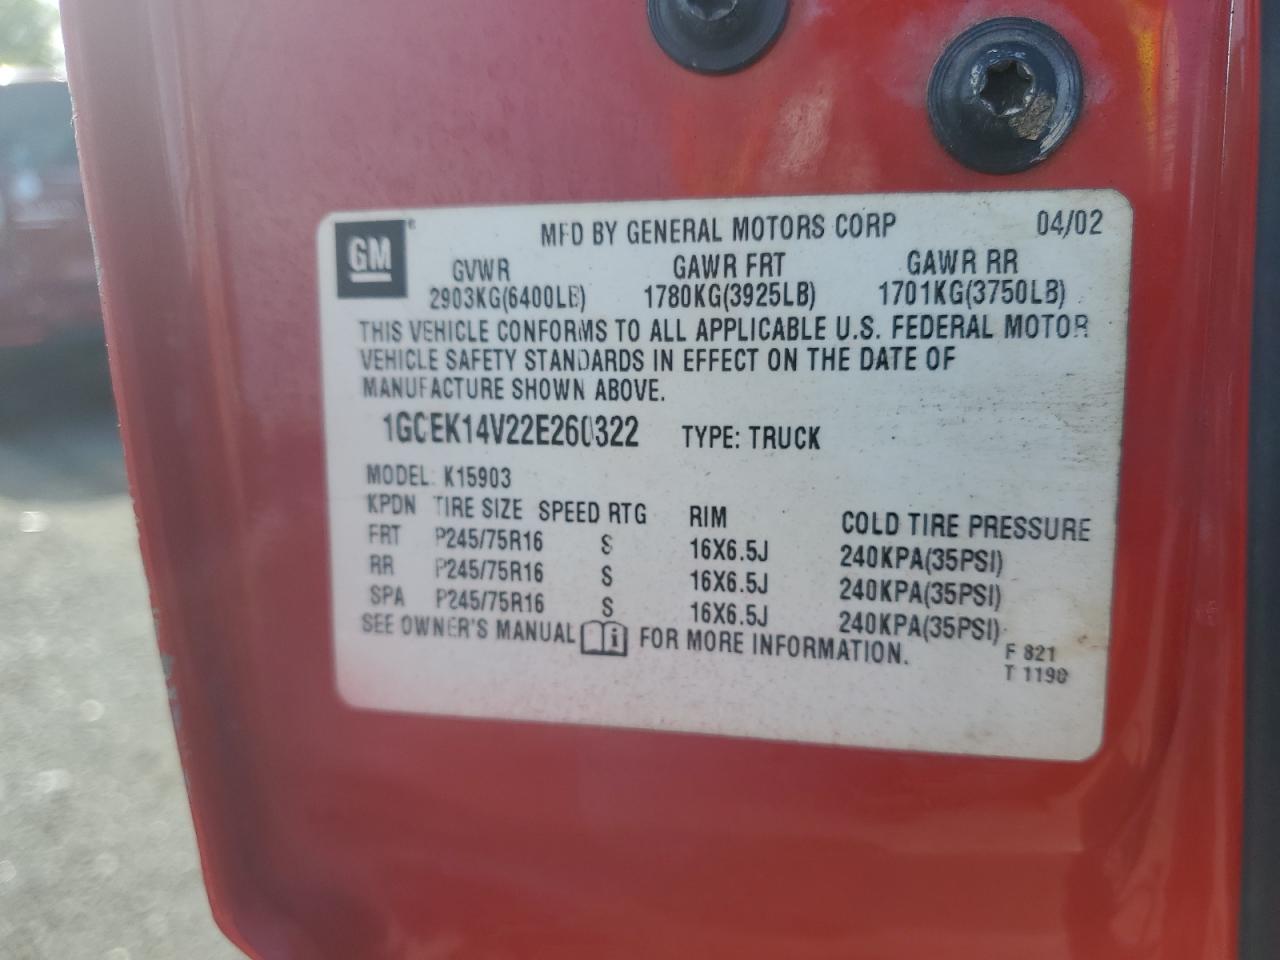 GM® MFD BY GENERAL MOTORS CORP 04/02
GVWR GAWR FRT GAWR RR
2903KG(6400LB) 1780KG(3925LB) 1701KG(3750LB)
THIS VEHICLE CONFORMS TO ALL APPLICABLE U.S. FEDERAL MOTOR
VEHICLE SAFETY STANDARDS IN EFFECT ON THE DATE OF
MANUFACTURE SHOWN ABOVE.
1GCEK14V22E260322 TYPE: TRUCK
MODEL: K15903
KPDN TIRE SIZE SPEED RTG RIM COLD TIRE PRESSURE
FRT P245/75R16 S 16X6.5J 240KPA(35PSI)
RR P245/75R16 S 16X6.5J 240KPA(35PSI)
SPA P245/75R16 S 16X6.5J 240KPA(35PSI)
SEE OWNER'S MANUAL FOR MORE INFORMATION.
F 821
T 1190